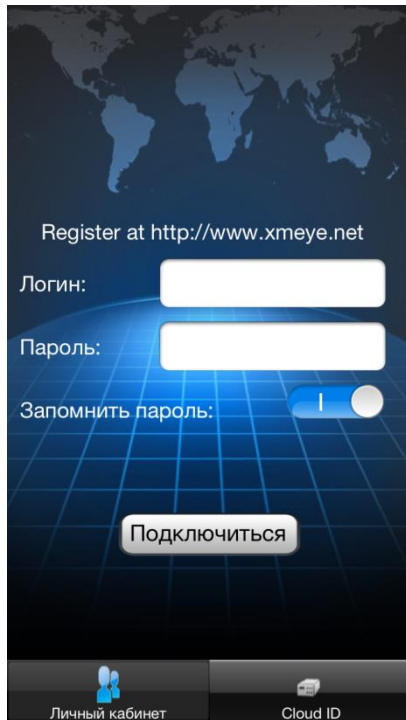 Register at http://www.xmeye.net
Логин:
Пароль:
Запомнить пароль:
Подключиться
Личный кабинет
Cloud ID